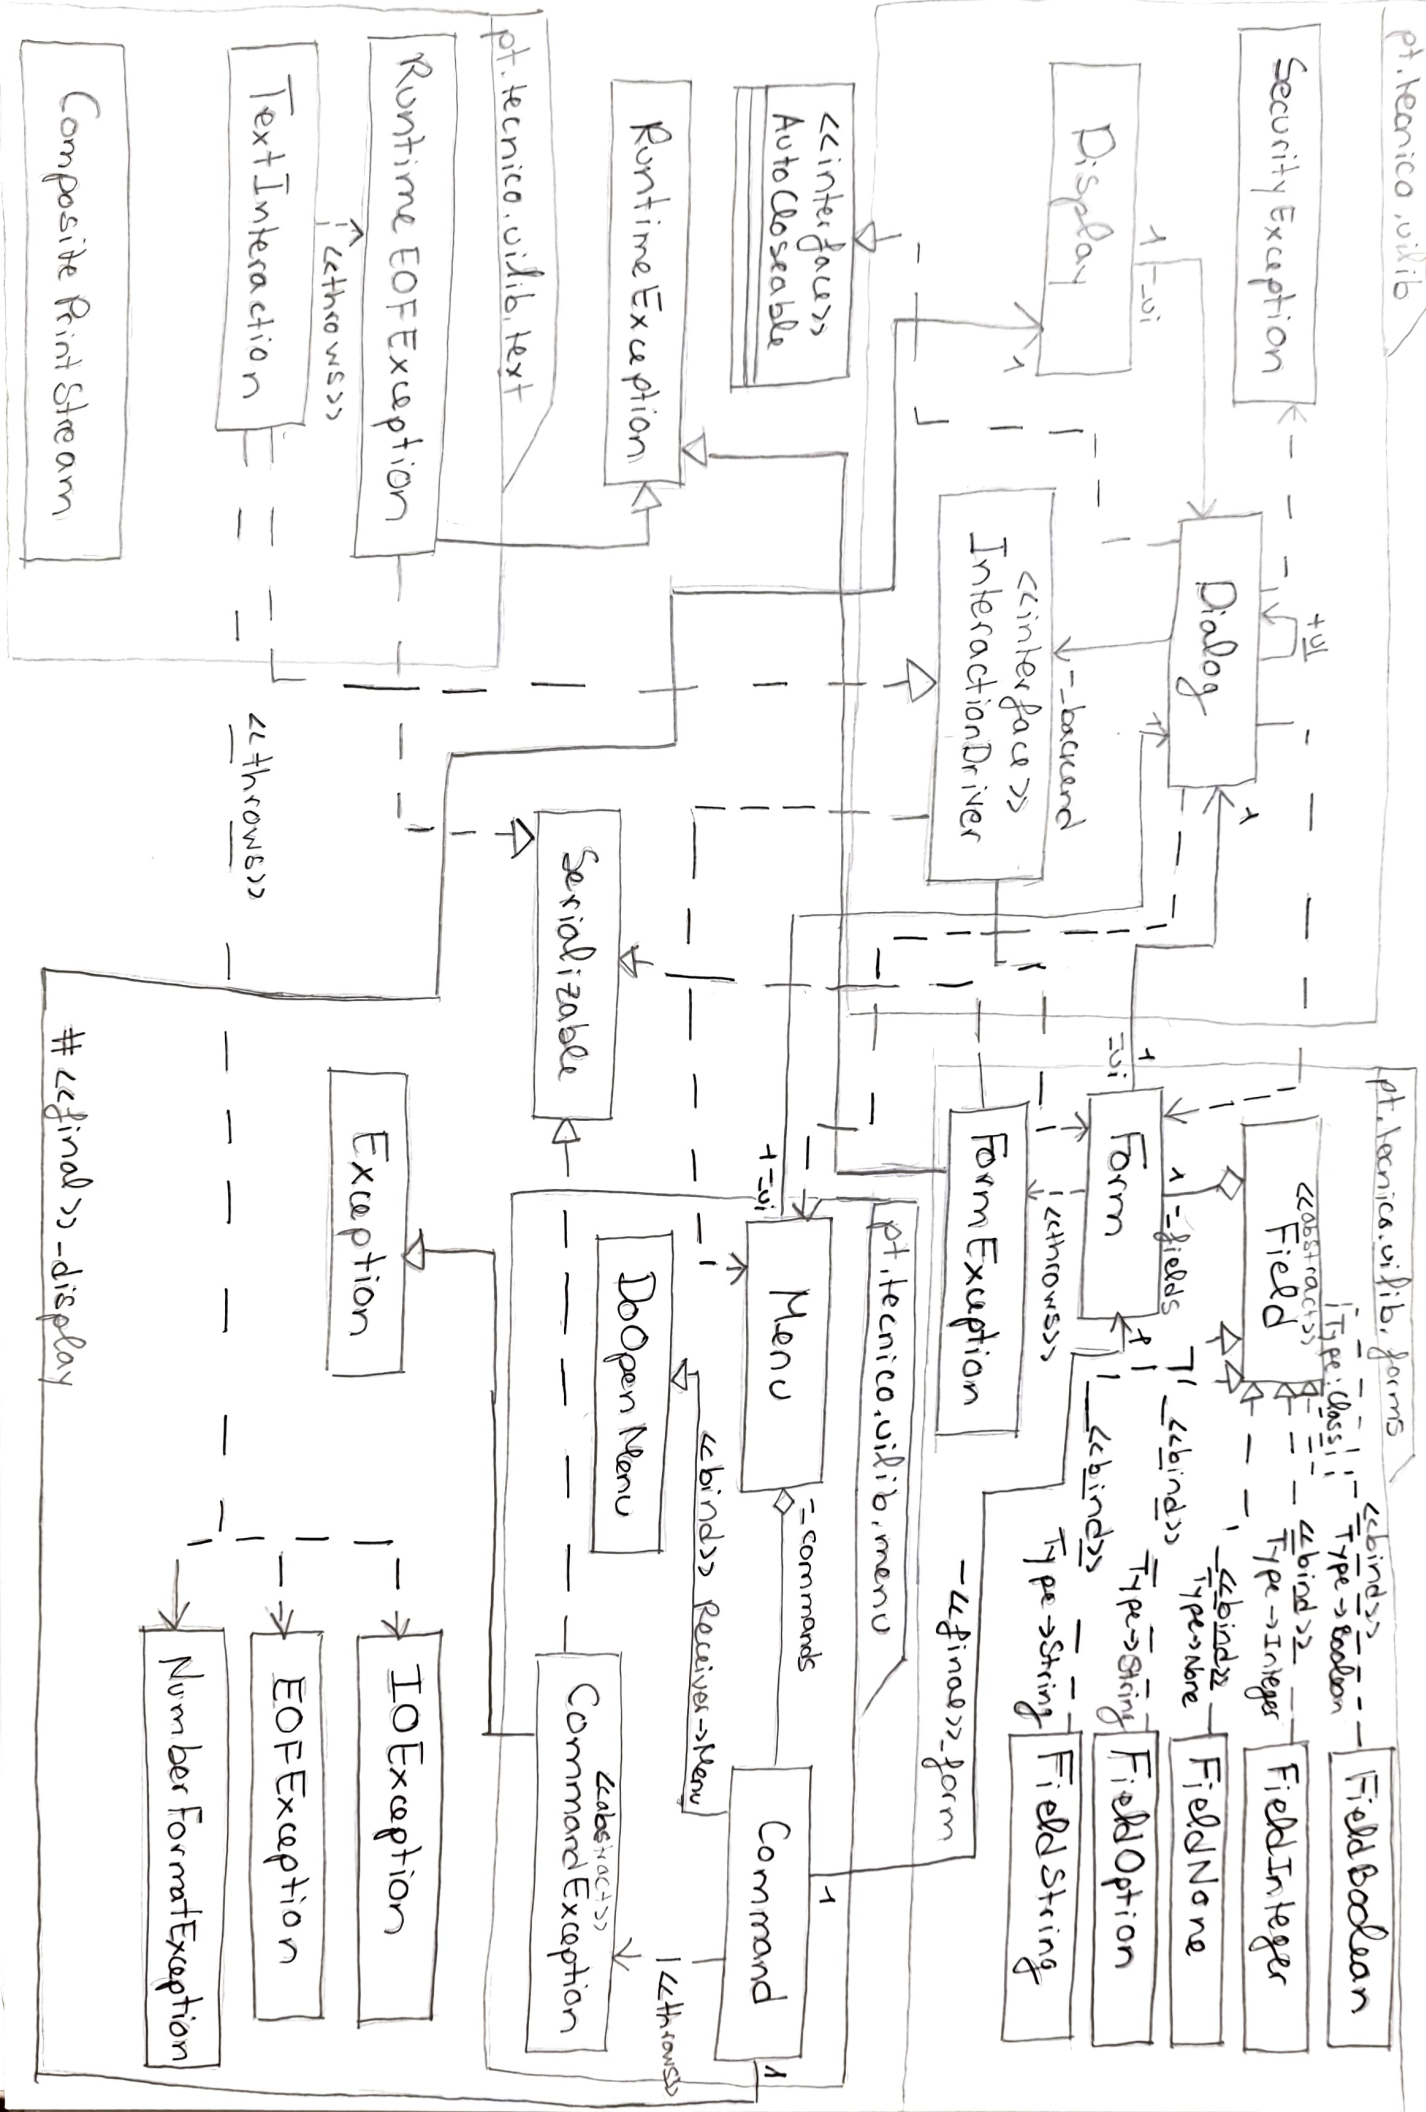 pt.tecnico.uilib
SecurityException
Display
1
-_ui
1
<<interface>>
AutoCloseable
RuntimeException
pt.tecnico.uilib.text
RuntimeEOFException
<<throws>>
TextInteraction
CompositePrintStream
+UI
Dialog
1
1
-_backend
<<interface>>
InteractionDriver
Serializable
<<throws>>
pt.tecnico.uilib.forms
<<abstract>>
Field
Type:Class
1
-_ui
Form
1
-_fields
1
<<throws>>
FormException
<<bind>>
Type->Boolean
FieldBoolean
<<bind>>
Type->Integer
FieldInteger
<<bind>>
Type->None
FieldNone
<<bind>>
Type->String
FieldOption
<<bind>>
Type->String
FieldString
-<<final>>_form
pt.tecnico.uilib.menu
+_ui
Menu
-_commands
Command
1
1
DoOpenMenu
<<bind>> Receiver->Menu
<<throws>>
<<abstract>>
CommandException
Exception
IOException
EOFException
NumberFormatException
#<<final>>_display